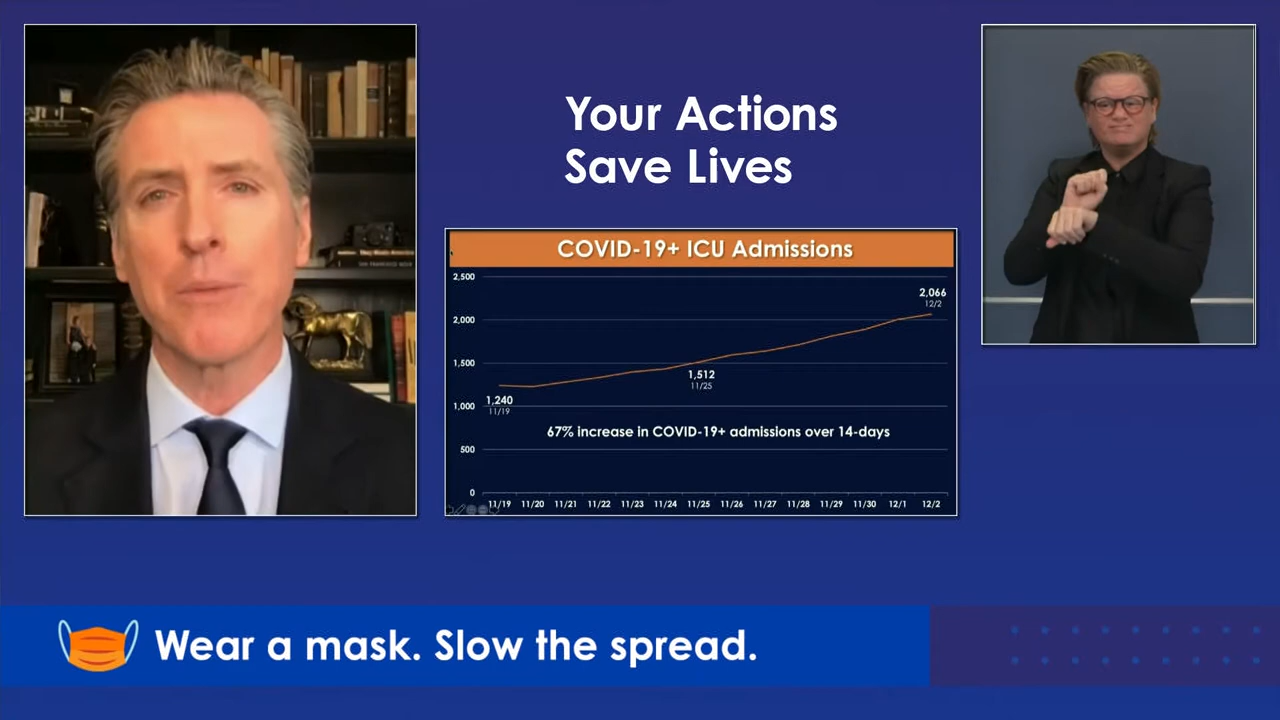 Your Actions
Save Lives
COVID-19+ ICU Admissions
2,500
2,000
1,500
1,000
500
0
2,066
12/2
1,512
11/25
1,240
11/19
67% increase in COVID-19+ admissions over 14-days
11/19 11/20 11/21 11/22 11/23 11/24 11/25 11/26 11/27 11/28 11/29 11/30 12/1 12/2
Wear a mask. Slow the spread.